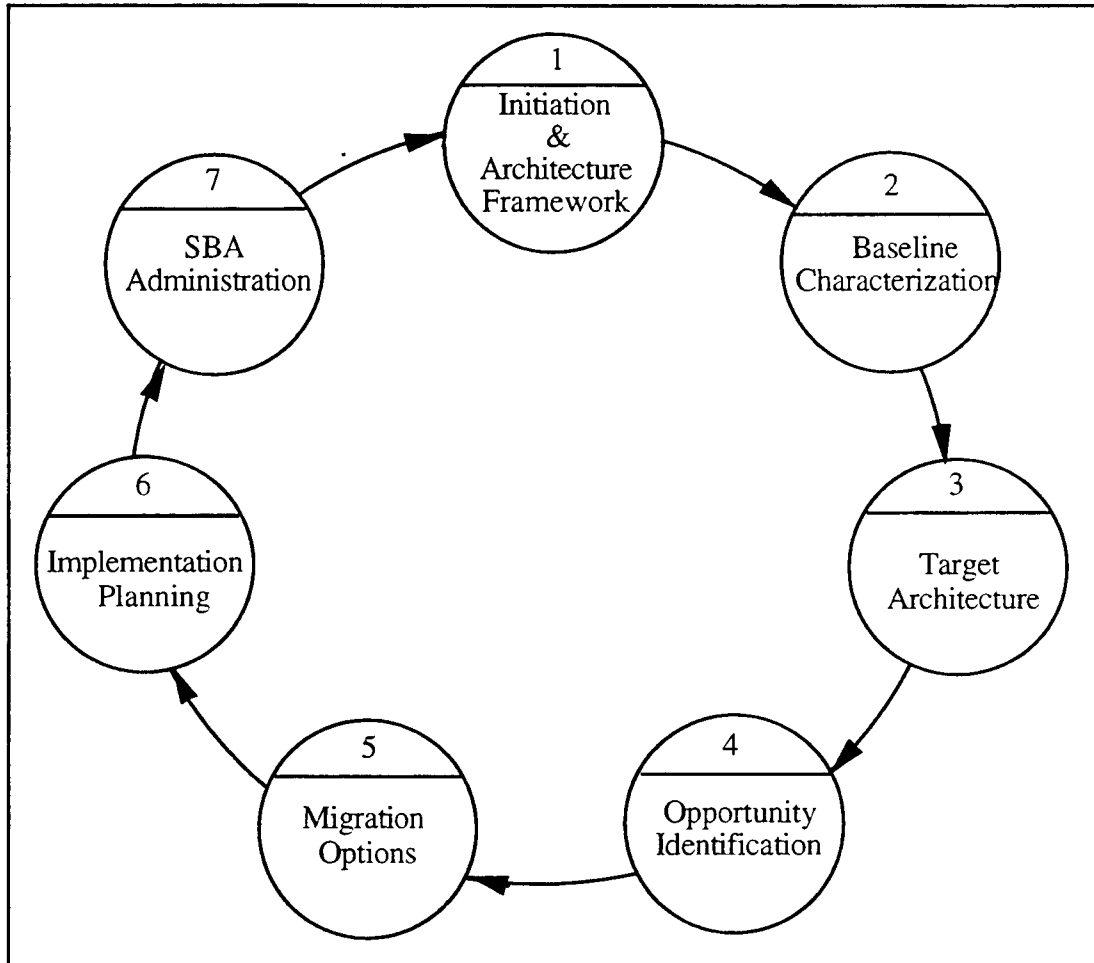 1
Initiation
&
Architecture
Framework
2
Baseline
Characterization
3
Target
Architecture
4
Opportunity
Identification
5
Migration
Options
6
Implementation
Planning
7
SBA
Administration